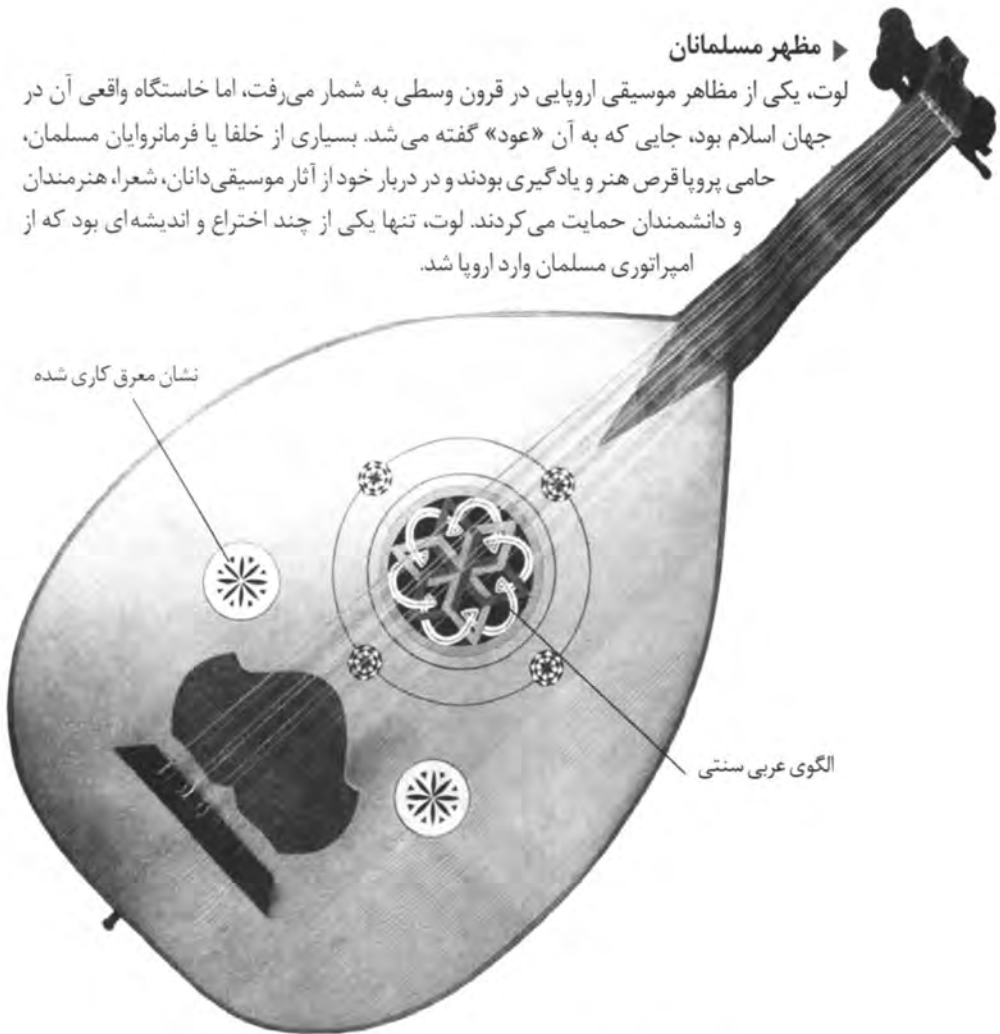 ◀ مظهر مسلمانان
لوت، یکی از مظاهر موسیقی اروپایی در قرون وسطی به شمار می‌رفت، اما خاستگاه واقعی آن در
جهان اسلام بود، جایی که به آن «عود» گفته می‌شد. بسیاری از خلفا یا فرمانروایان مسلمان،
حامی پروپا قرص هنر و یادگیری بودند و در دربار خود از آثار موسیقی‌دانان، شعرا، هنرمندان
و دانشمندان حمایت می‌کردند. لوت، تنها یکی از چند اختراع و اندیشه‌ای بود که از
امپراتوری مسلمان وارد اروپا شد.
نشان معرق کاری شده
الگوی عربی سنتی